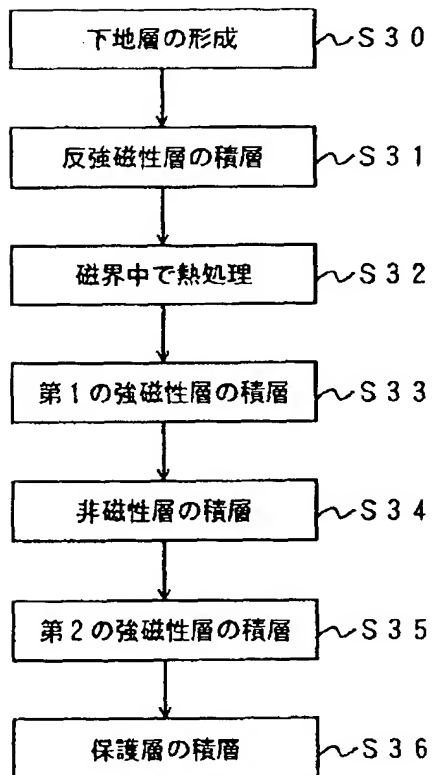 下地層の形成 S30
反強磁性層の積層 S31
磁界中で熱処理 S32
第1の強磁性層の積層 S33
非磁性層の積層 S34
第2の強磁性層の積層 S35
保護層の積層 S36